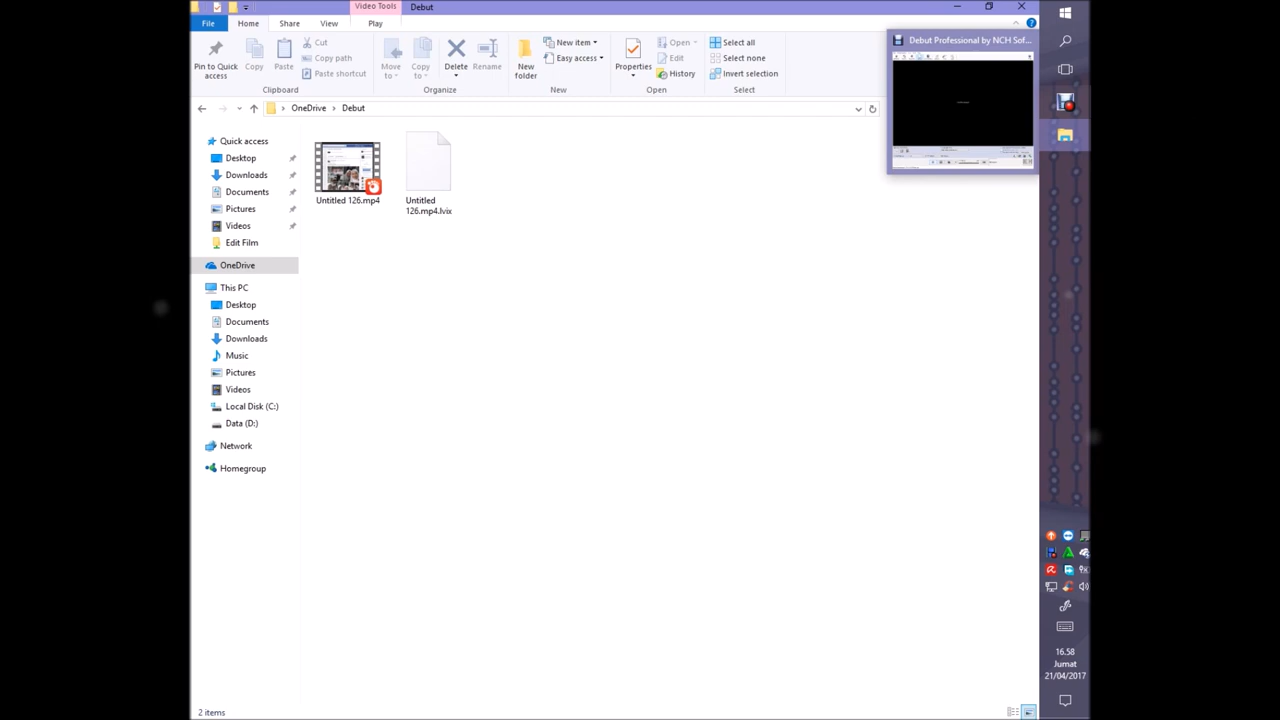 Video Tools
Debut
File
Home
Share
View
Play
Pin to Quick
access
Copy
Paste
Cut
Copy path
Paste shortcut
Clipboard
Move
to
Copy
to
Delete
Rename
Organize
New
folder
New item
Easy access
New
Properties
Open
Edit
History
Open
Select all
Select none
Invert selection
Select
Debut Professional by NCH Sof...
OneDrive
Debut
Quick access
Desktop
Downloads
Documents
Pictures
Videos
Edit Film
OneDrive
This PC
Desktop
Documents
Downloads
Music
Pictures
Videos
Local Disk (C:)
Data (D:)
Network
Homegroup
Untitled 126.mp4
Untitled
126.mp4.lvix
2 items
16.58
Jumat
21/04/2017